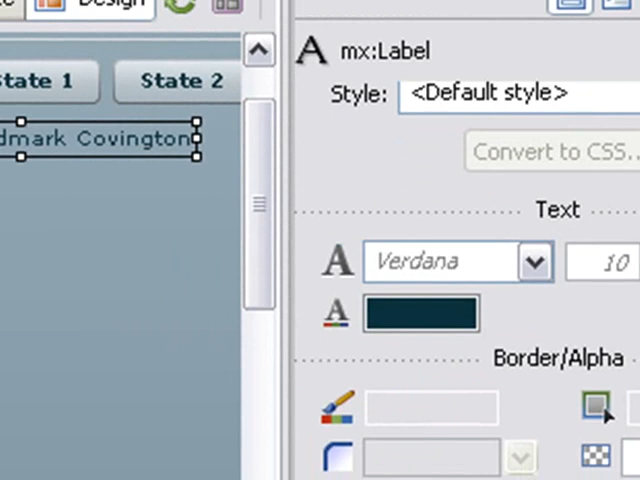 Design
State 1
State 2
dmark Covington
mx:Label
Style:
<Default style>
Convert to CSS...
Text
Verdana
10
Border/Alpha